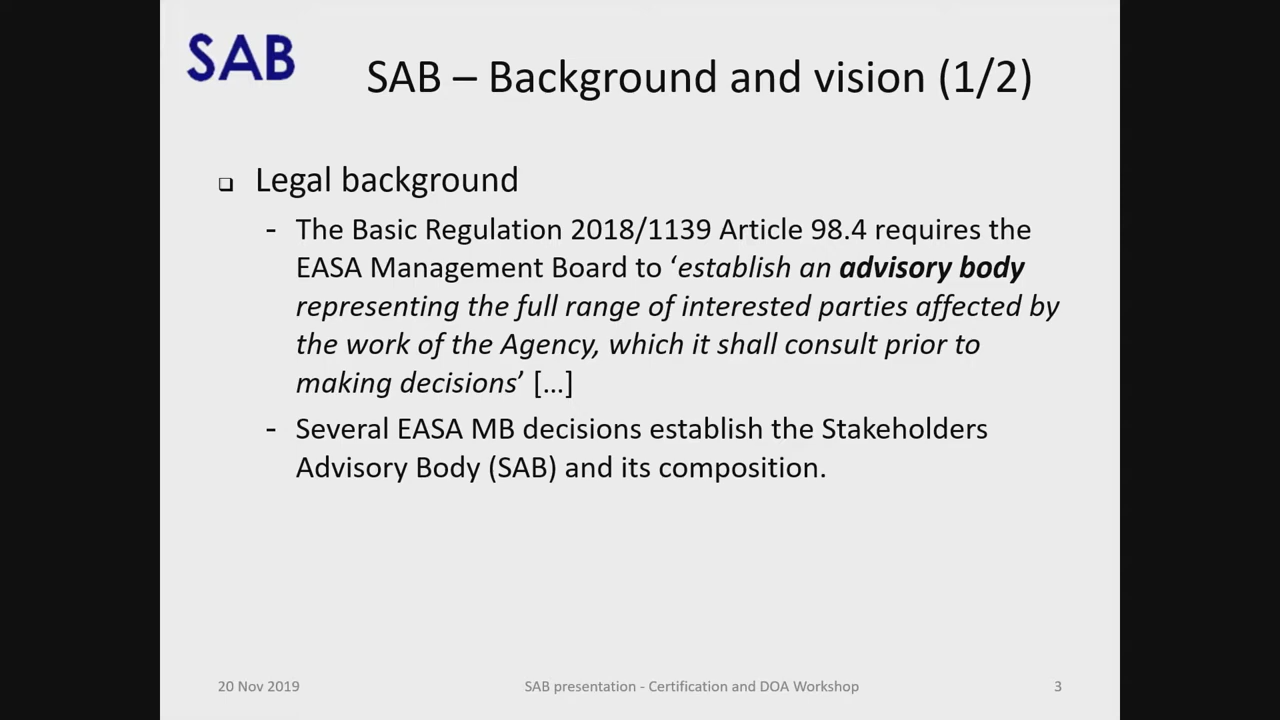 SAB
SAB – Background and vision (1/2)
❑ Legal background
- The Basic Regulation 2018/1139 Article 98.4 requires the
EASA Management Board to ‘establish an advisory body
representing the full range of interested parties affected by
the work of the Agency, which it shall consult prior to
making decisions’ […]
- Several EASA MB decisions establish the Stakeholders
Advisory Body (SAB) and its composition.
20 Nov 2019
SAB presentation - Certification and DOA Workshop
3